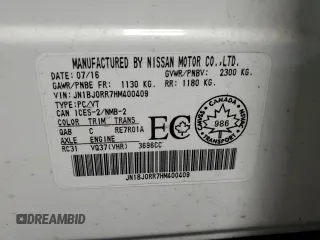 MANUFACTURED BY NISSAN MOTOR CO.,LTD.
DATE: 07/16 GVWR/PNBV: 2300 KG.
GAWR/PNBE FR: 1130 KG. RR: 1180 KG.
VIN: JN1BJ0RR7HM400409
TYPE:PC/VT
CAN ICES-2/NMB-2
COLOR TRIM TRANS
QAB C RE7R01A
AXLE ENGINE
RC31 VQ37(VHR) 3696CC
EC
CANADA
986
JN1BJ0RR7HM400409
DREAMBID